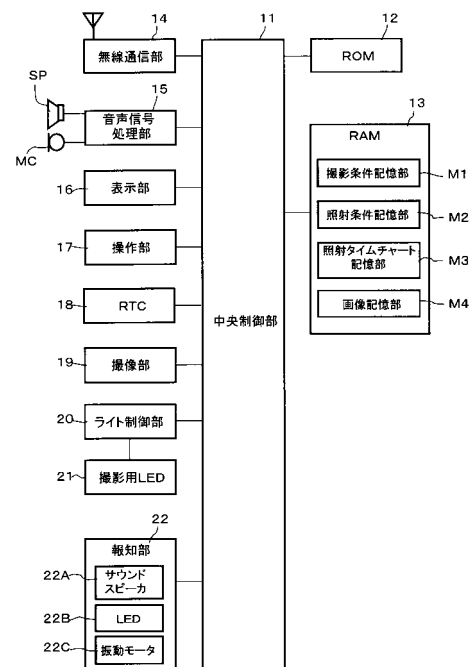 14
無線通信部
SP
15
音声信号
処理部
MC
16
表示部
17
操作部
18
RTC
19
撮像部
20
ライト制御部
21
撮影用LED
22
報知部
22A
サウンド
スピーカ
22B
LED
22C
振動モータ
11
中央制御部
12
ROM
13
RAM
撮影条件記憶部
M1
照射条件記憶部
M2
照射タイムチャート
記憶部
M3
画像記憶部
M4